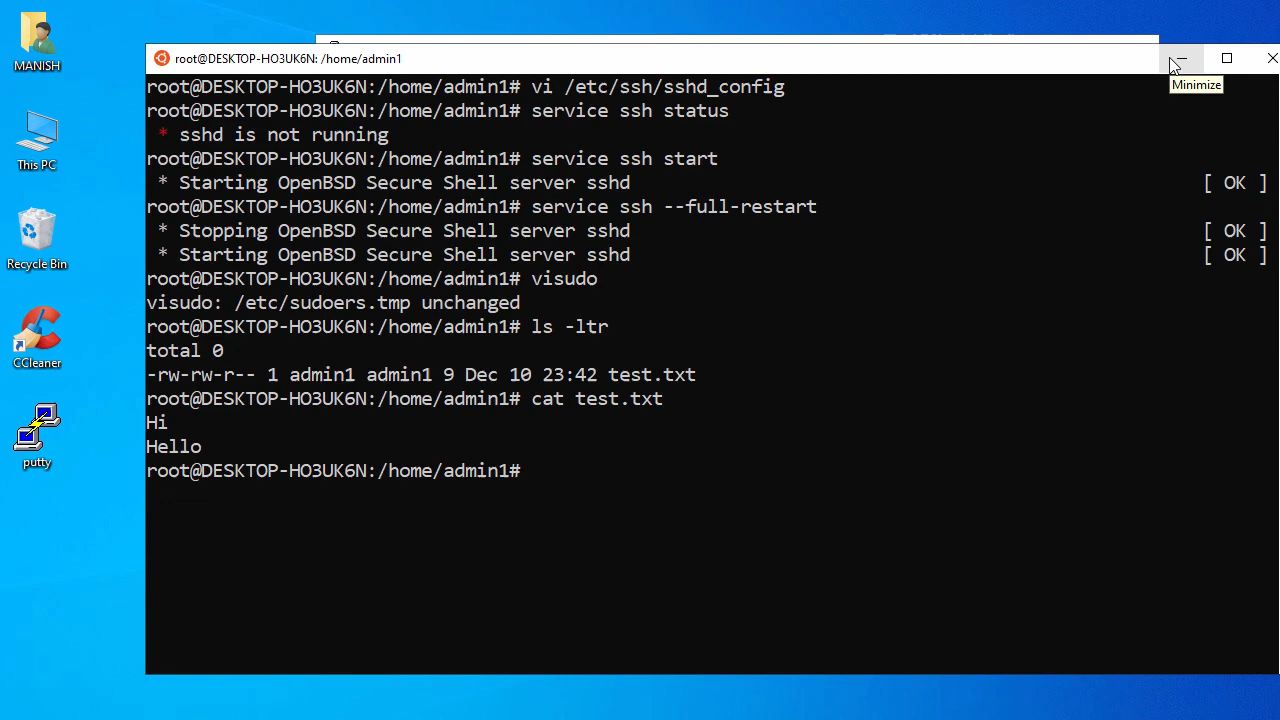 MANISH
This PC
Recycle Bin
CCleaner
putty
root@DESKTOP-HO3UK6N: /home/admin1
Minimize
root@DESKTOP-HO3UK6N:/home/admin1# vi /etc/ssh/sshd_config
root@DESKTOP-HO3UK6N:/home/admin1# service ssh status
* sshd is not running
root@DESKTOP-HO3UK6N:/home/admin1# service ssh start
* Starting OpenBSD Secure Shell server sshd [ OK ]
root@DESKTOP-HO3UK6N:/home/admin1# service ssh --full-restart
* Stopping OpenBSD Secure Shell server sshd [ OK ]
* Starting OpenBSD Secure Shell server sshd [ OK ]
root@DESKTOP-HO3UK6N:/home/admin1# visudo
visudo: /etc/sudoers.tmp unchanged
root@DESKTOP-HO3UK6N:/home/admin1# ls -ltr
total 0
-rw-rw-r-- 1 admin1 admin1 9 Dec 10 23:42 test.txt
root@DESKTOP-HO3UK6N:/home/admin1# cat test.txt
Hi
Hello
root@DESKTOP-HO3UK6N:/home/admin1#